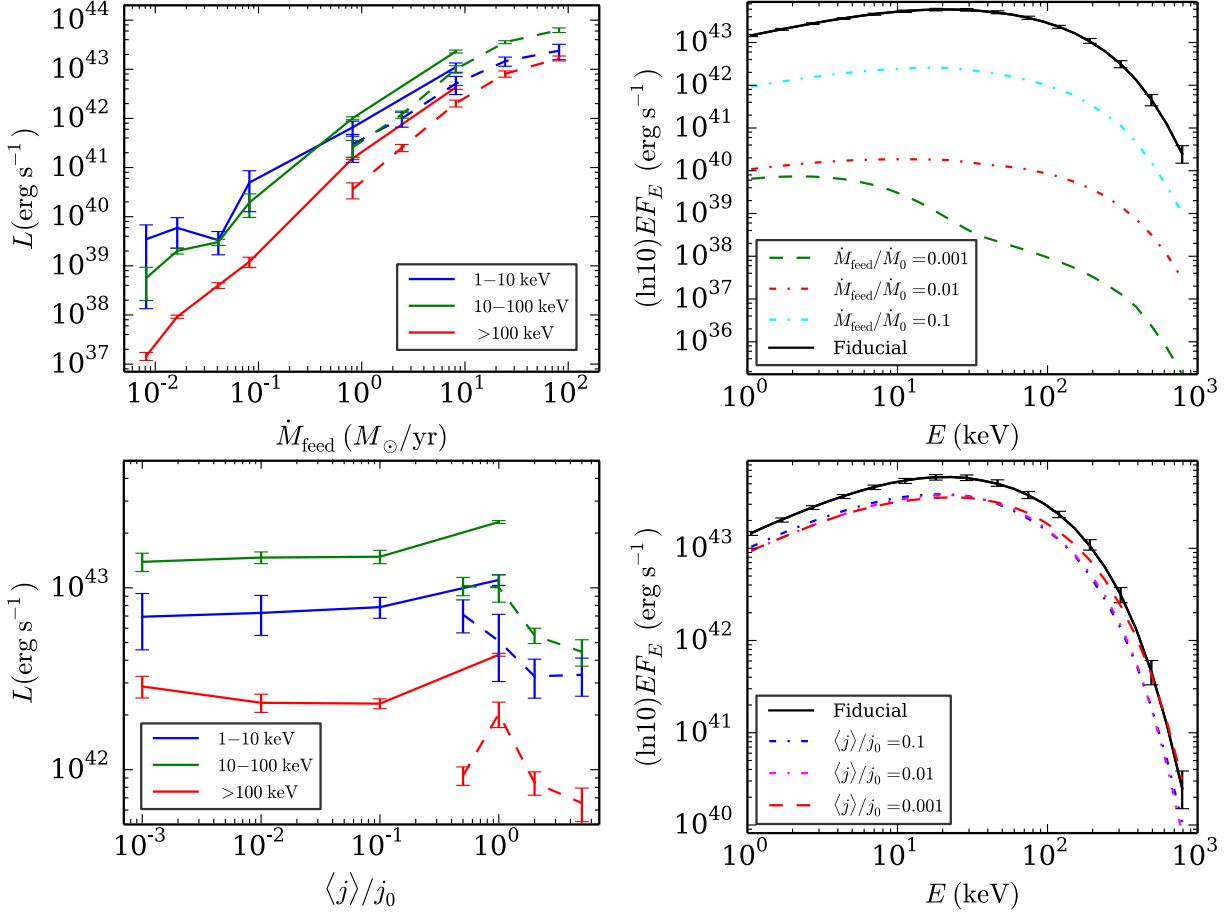 10^44
10^43
10^42
10^41
10^40
10^39
10^38
10^37
L(erg s^−1)
1−10 keV
10−100 keV
>100 keV
10^−2 10^−1 10^0 10^1 10^2
Ṁ_feed (M_⊙/yr)
10^43
10^42
10^41
10^40
10^39
10^38
10^37
10^36
(ln10)EF_E (erg s^−1)
Ṁ_feed/Ṁ_0=0.001
Ṁ_feed/Ṁ_0=0.01
Ṁ_feed/Ṁ_0=0.1
Fiducial
10^0 10^1 10^2 10^3
E (keV)
10^43
10^42
L(erg s^−1)
1−10 keV
10−100 keV
>100 keV
10^−3 10^−2 10^−1 10^0
⟨j⟩/j_0
10^43
10^42
10^41
10^40
(ln10)EF_E (erg s^−1)
Fiducial
⟨j⟩/j_0=0.1
⟨j⟩/j_0=0.01
⟨j⟩/j_0=0.001
10^0 10^1 10^2 10^3
E (keV)